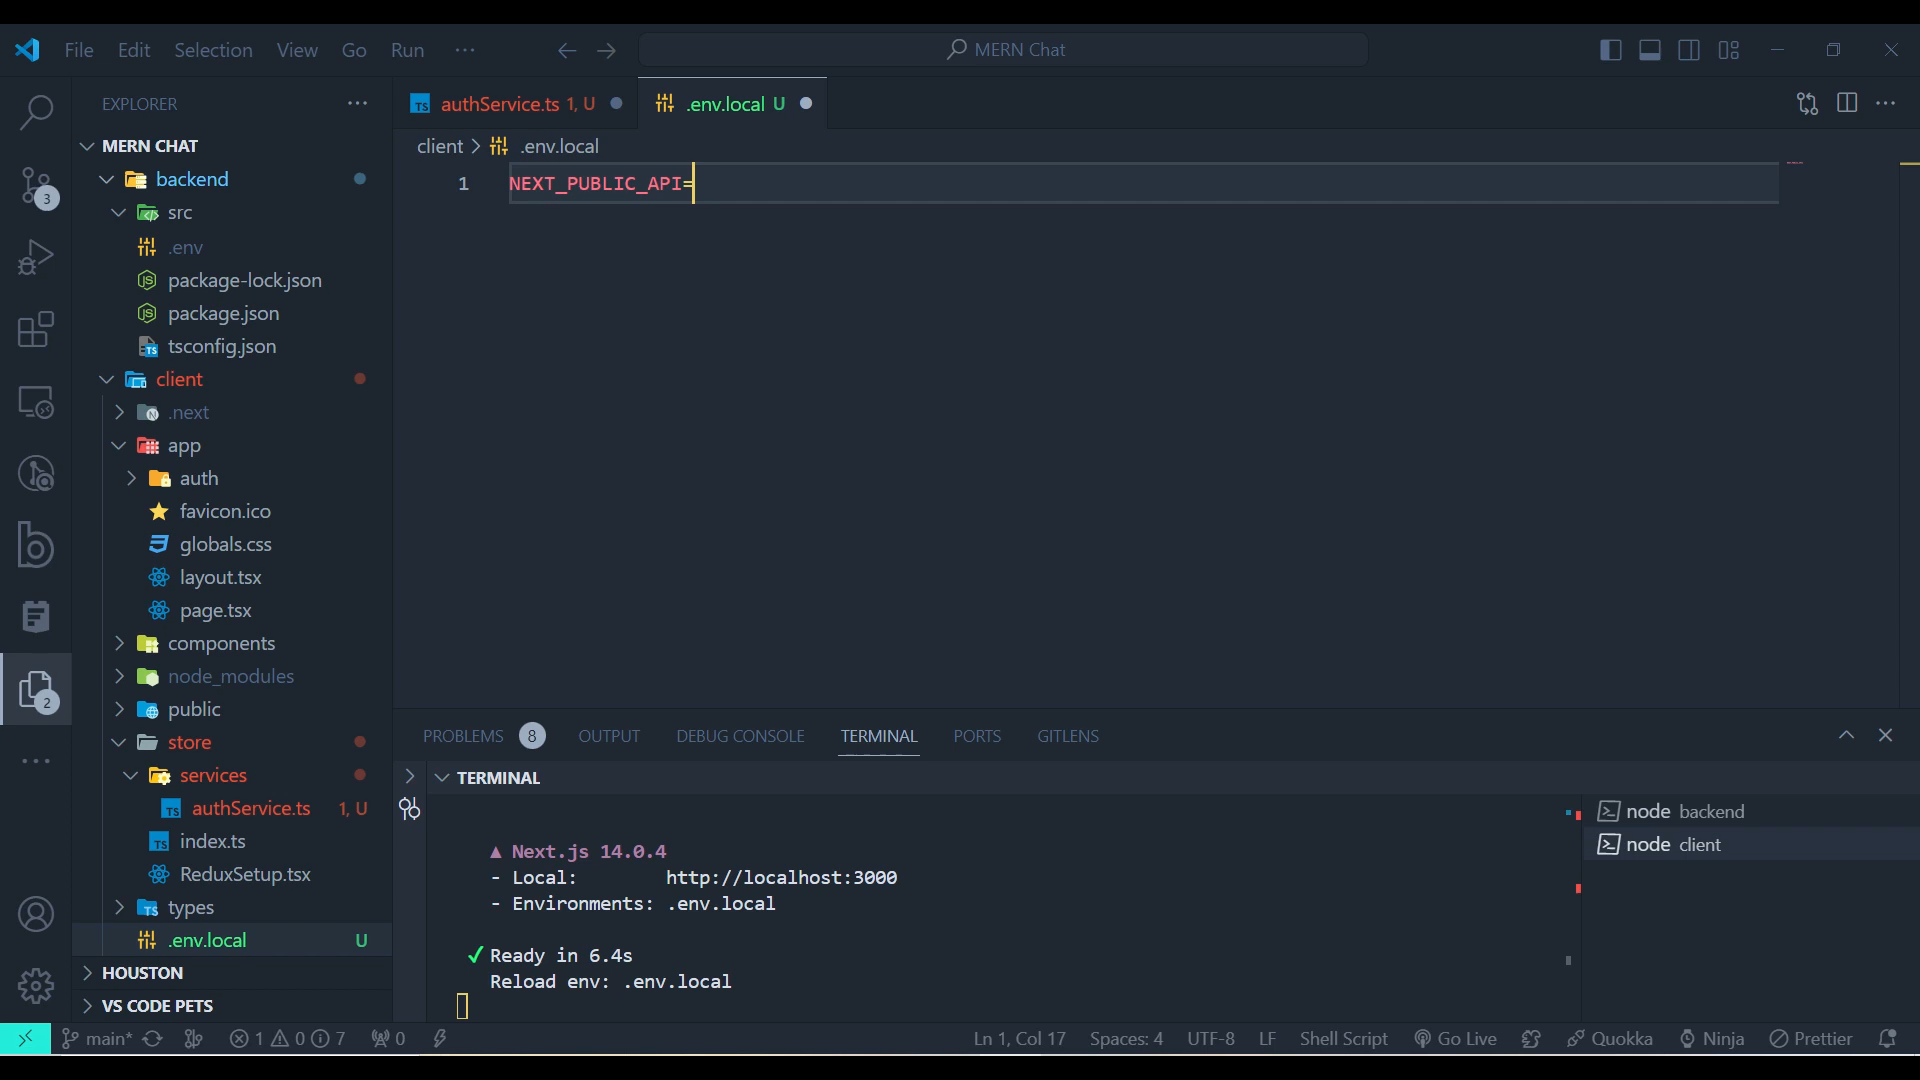 File Edit Selection View Go Run ··· MERN Chat
EXPLORER ···
authService.ts 1, U
.env.local U
client > .env.local
1 NEXT_PUBLIC_API=
MERN CHAT
backend
src
.env
package-lock.json
package.json
tsconfig.json
client
.next
app
auth
favicon.ico
globals.css
layout.tsx
page.tsx
components
node_modules
public
store
services
authService.ts 1, U
index.ts
ReduxSetup.tsx
types
.env.local U
HOUSTON
VS CODE PETS
3
2
PROBLEMS 8 OUTPUT DEBUG CONSOLE TERMINAL PORTS GITLENS
TERMINAL
▲ Next.js 14.0.4
- Local: http://localhost:3000
- Environments: .env.local
✓ Ready in 6.4s
Reload env: .env.local
node backend
node client
main* 1 0 7 0 Ln 1, Col 17 Spaces: 4 UTF-8 LF Shell Script Go Live Quokka Ninja Prettier